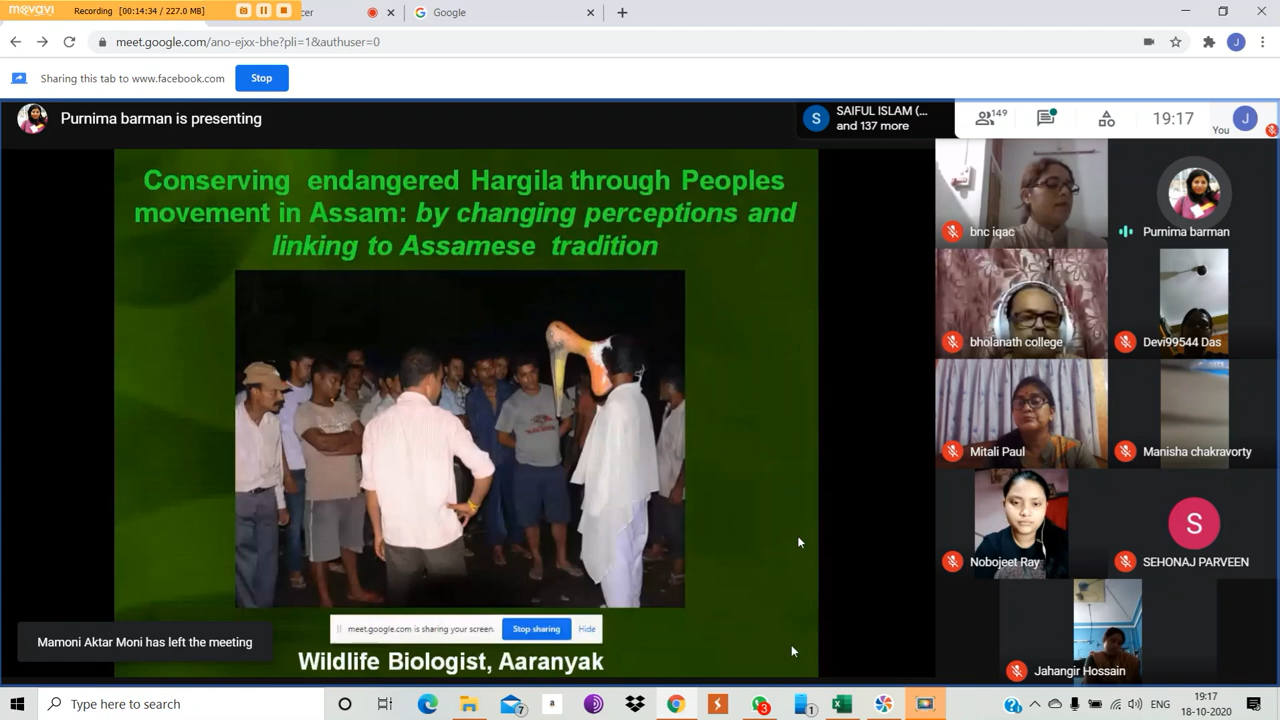 movavi
Recording (00:14:34 / 227.0 MB)
cer
Google
meet.google.com/ano-ejxx-bhe?pli=1&authuser=0
J
Sharing this tab to www.facebook.com
Stop
Purnima barman is presenting
S
SAIFUL ISLAM (...
and 137 more
149
19:17
You
J
Conserving endangered Hargila through Peoples
movement in Assam: by changing perceptions and
linking to Assamese tradition
bnc iqac
Purnima barman
bholanath college
Devi99544 Das
Mitali Paul
Manisha chakravorty
Nobojeet Ray
S
SEHONAJ PARVEEN
Jahangir Hossain
Mamoni Aktar Moni has left the meeting
meet.google.com is sharing your screen.
Stop sharing
Hide
Wildlife Biologist, Aaranyak
Type here to search
7
a
3
1
ENG
19:17
18-10-2020